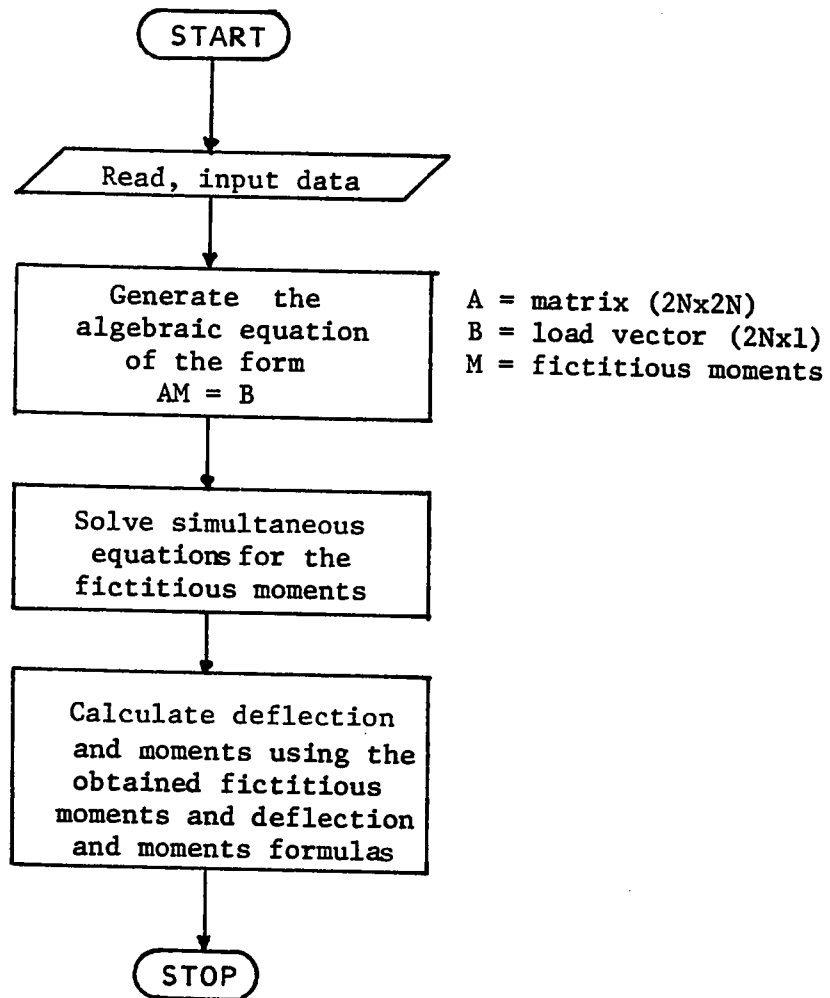 START
Read, input data
Generate the
algebraic equation
of the form
AM = B
A = matrix (2Nx2N)
B = load vector (2Nx1)
M = fictitious moments
Solve simultaneous
equations for the
fictitious moments
Calculate deflection
and moments using the
obtained fictitious
moments and deflection
and moments formulas
STOP